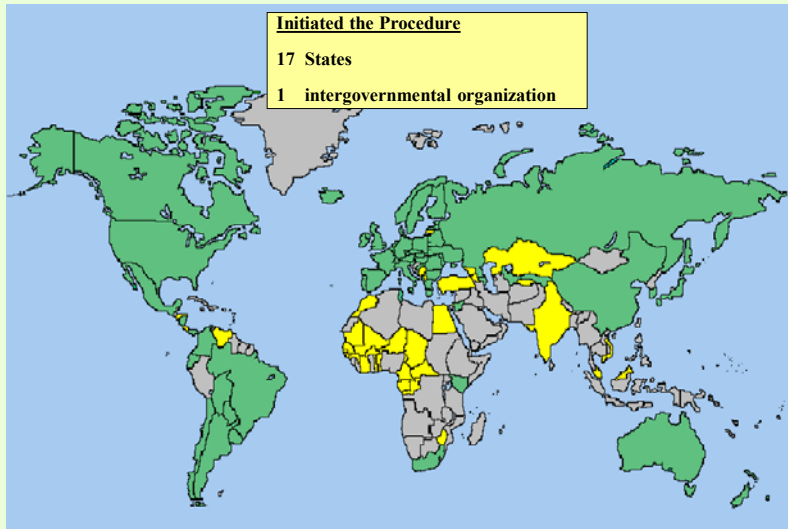 Initiated the Procedure
17 States
1 intergovernmental organization